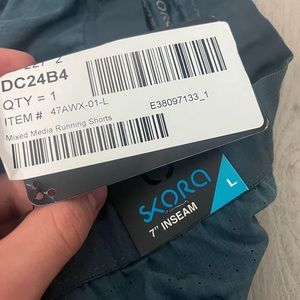 DC24B4
QTY = 1
ITEM # 47AWX-01-L
E38097133_1
Mixed Media Running Shorts
SKORA
7" INSEAM
L